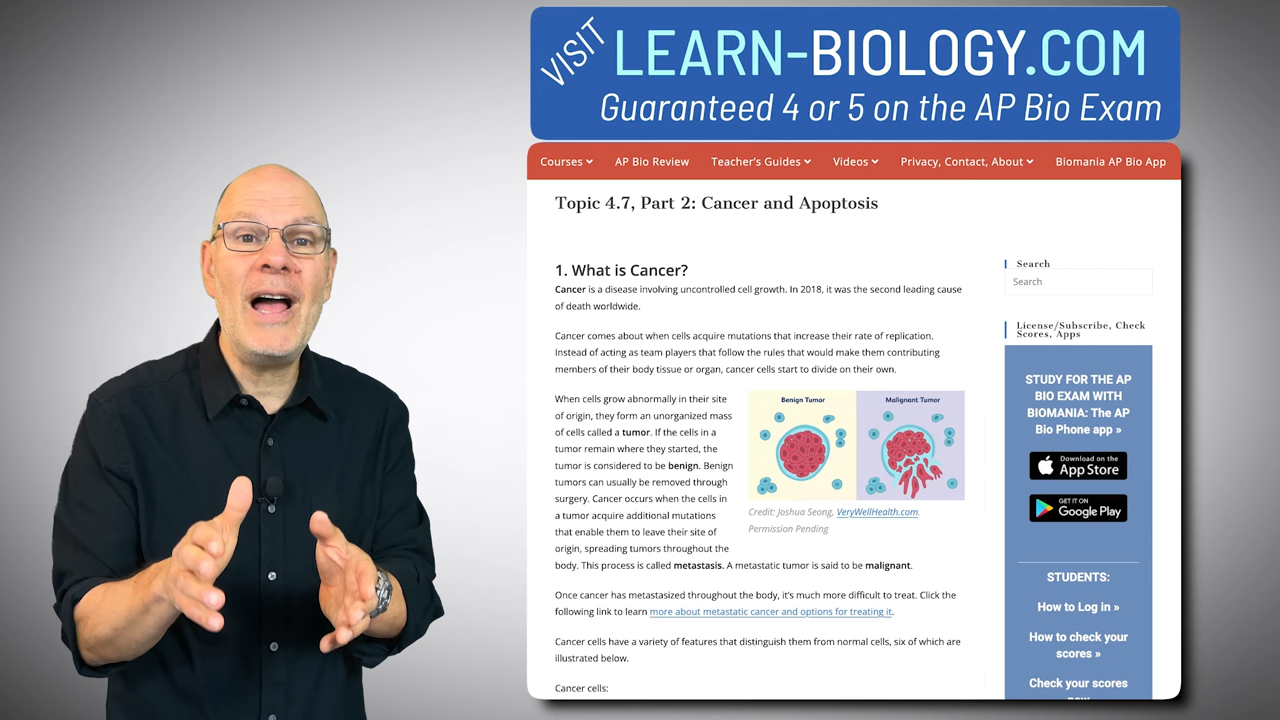 VISIT LEARN-BIOLOGY.COM
Guaranteed 4 or 5 on the AP Bio Exam
Courses AP Bio Review Teacher's Guides Videos Privacy, Contact, About Biomania AP Bio App
Topic 4.7, Part 2: Cancer and Apoptosis
1. What is Cancer?
Cancer is a disease involving uncontrolled cell growth. In 2018, it was the second leading cause
of death worldwide.
Cancer comes about when cells acquire mutations that increase their rate of replication.
Instead of acting as team players that follow the rules that would make them contributing
members of their body tissue or organ, cancer cells start to divide on their own.
When cells grow abnormally in their site
of origin, they form an unorganized mass
of cells called a tumor. If the cells in a
tumor remain where they started, the
tumor is considered to be benign. Benign
tumors can usually be removed through
surgery. Cancer occurs when the cells in
a tumor acquire additional mutations
that enable them to leave their site of
origin, spreading tumors throughout the
body. This process is called metastasis. A metastatic tumor is said to be malignant.
Benign Tumor
Malignant Tumor
Credit: Joshua Seong, VeryWellHealth.com.
Permission Pending
Once cancer has metastasized throughout the body, it's much more difficult to treat. Click the
following link to learn more about metastatic cancer and options for treating it.
Cancer cells have a variety of features that distinguish them from normal cells, six of which are
illustrated below.
Cancer cells:
Search
Search
License/Subscribe, Check
Scores, Apps
STUDY FOR THE AP
BIO EXAM WITH
BIOMANIA: The AP
Bio Phone app »
Download on the
App Store
GET IT ON
Google Play
STUDENTS:
How to Log in »
How to check your
scores »
Check your scores